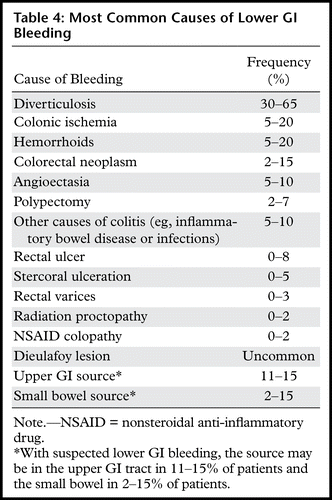 Table 4: Most Common Causes of Lower GI
Bleeding
Cause of Bleeding Frequency (%)
Diverticulosis 30–65
Colonic ischemia 5–20
Hemorrhoids 5–20
Colorectal neoplasm 2–15
Angioectasia 5–10
Polypectomy 2–7
Other causes of colitis (eg, inflamma- 5–10
tory bowel disease or infections)
Rectal ulcer 0–8
Stercoral ulceration 0–5
Rectal varices 0–3
Radiation proctopathy 0–2
NSAID colopathy 0–2
Dieulafoy lesion Uncommon
Upper GI source* 11–15
Small bowel source* 2–15
Note.—NSAID = nonsteroidal anti-inflammatory
drug.
*With suspected lower GI bleeding, the source may
be in the upper GI tract in 11–15% of patients and
the small bowel in 2–15% of patients.